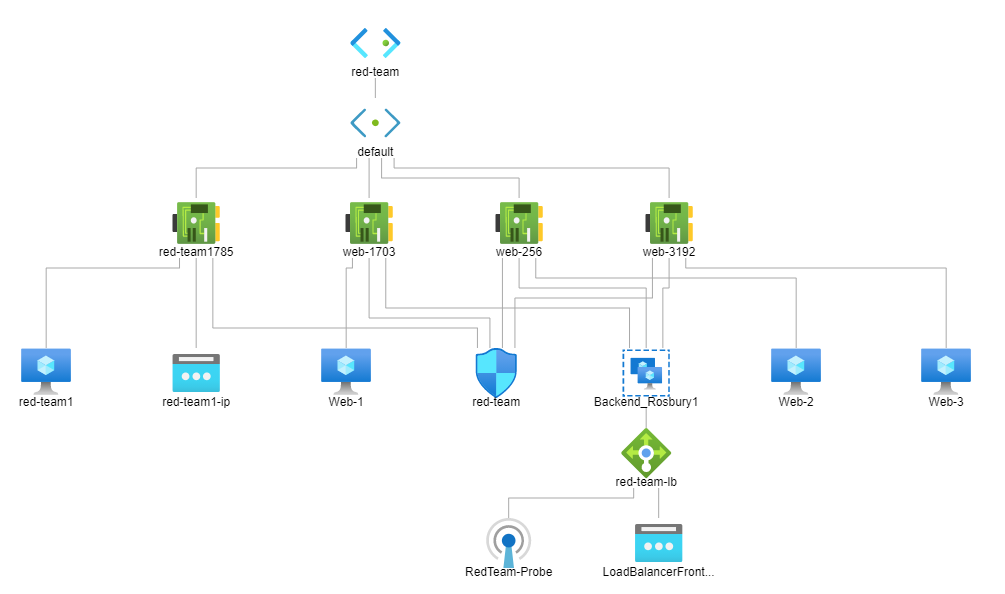 red-team
default
red-team1785
web-1703
web-256
web-3192
red-team1
red-team1-ip
Web-1
red-team
Backend_Rosbury1
Web-2
Web-3
red-team-lb
RedTeam-Probe
LoadBalancerFront...